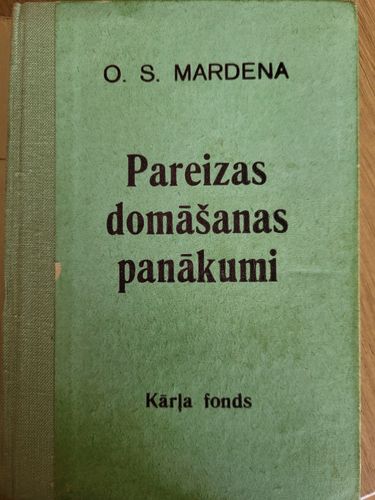 O. S. MARDENA
Pareizas
domāšanas
panākumi
Kārļa fonds